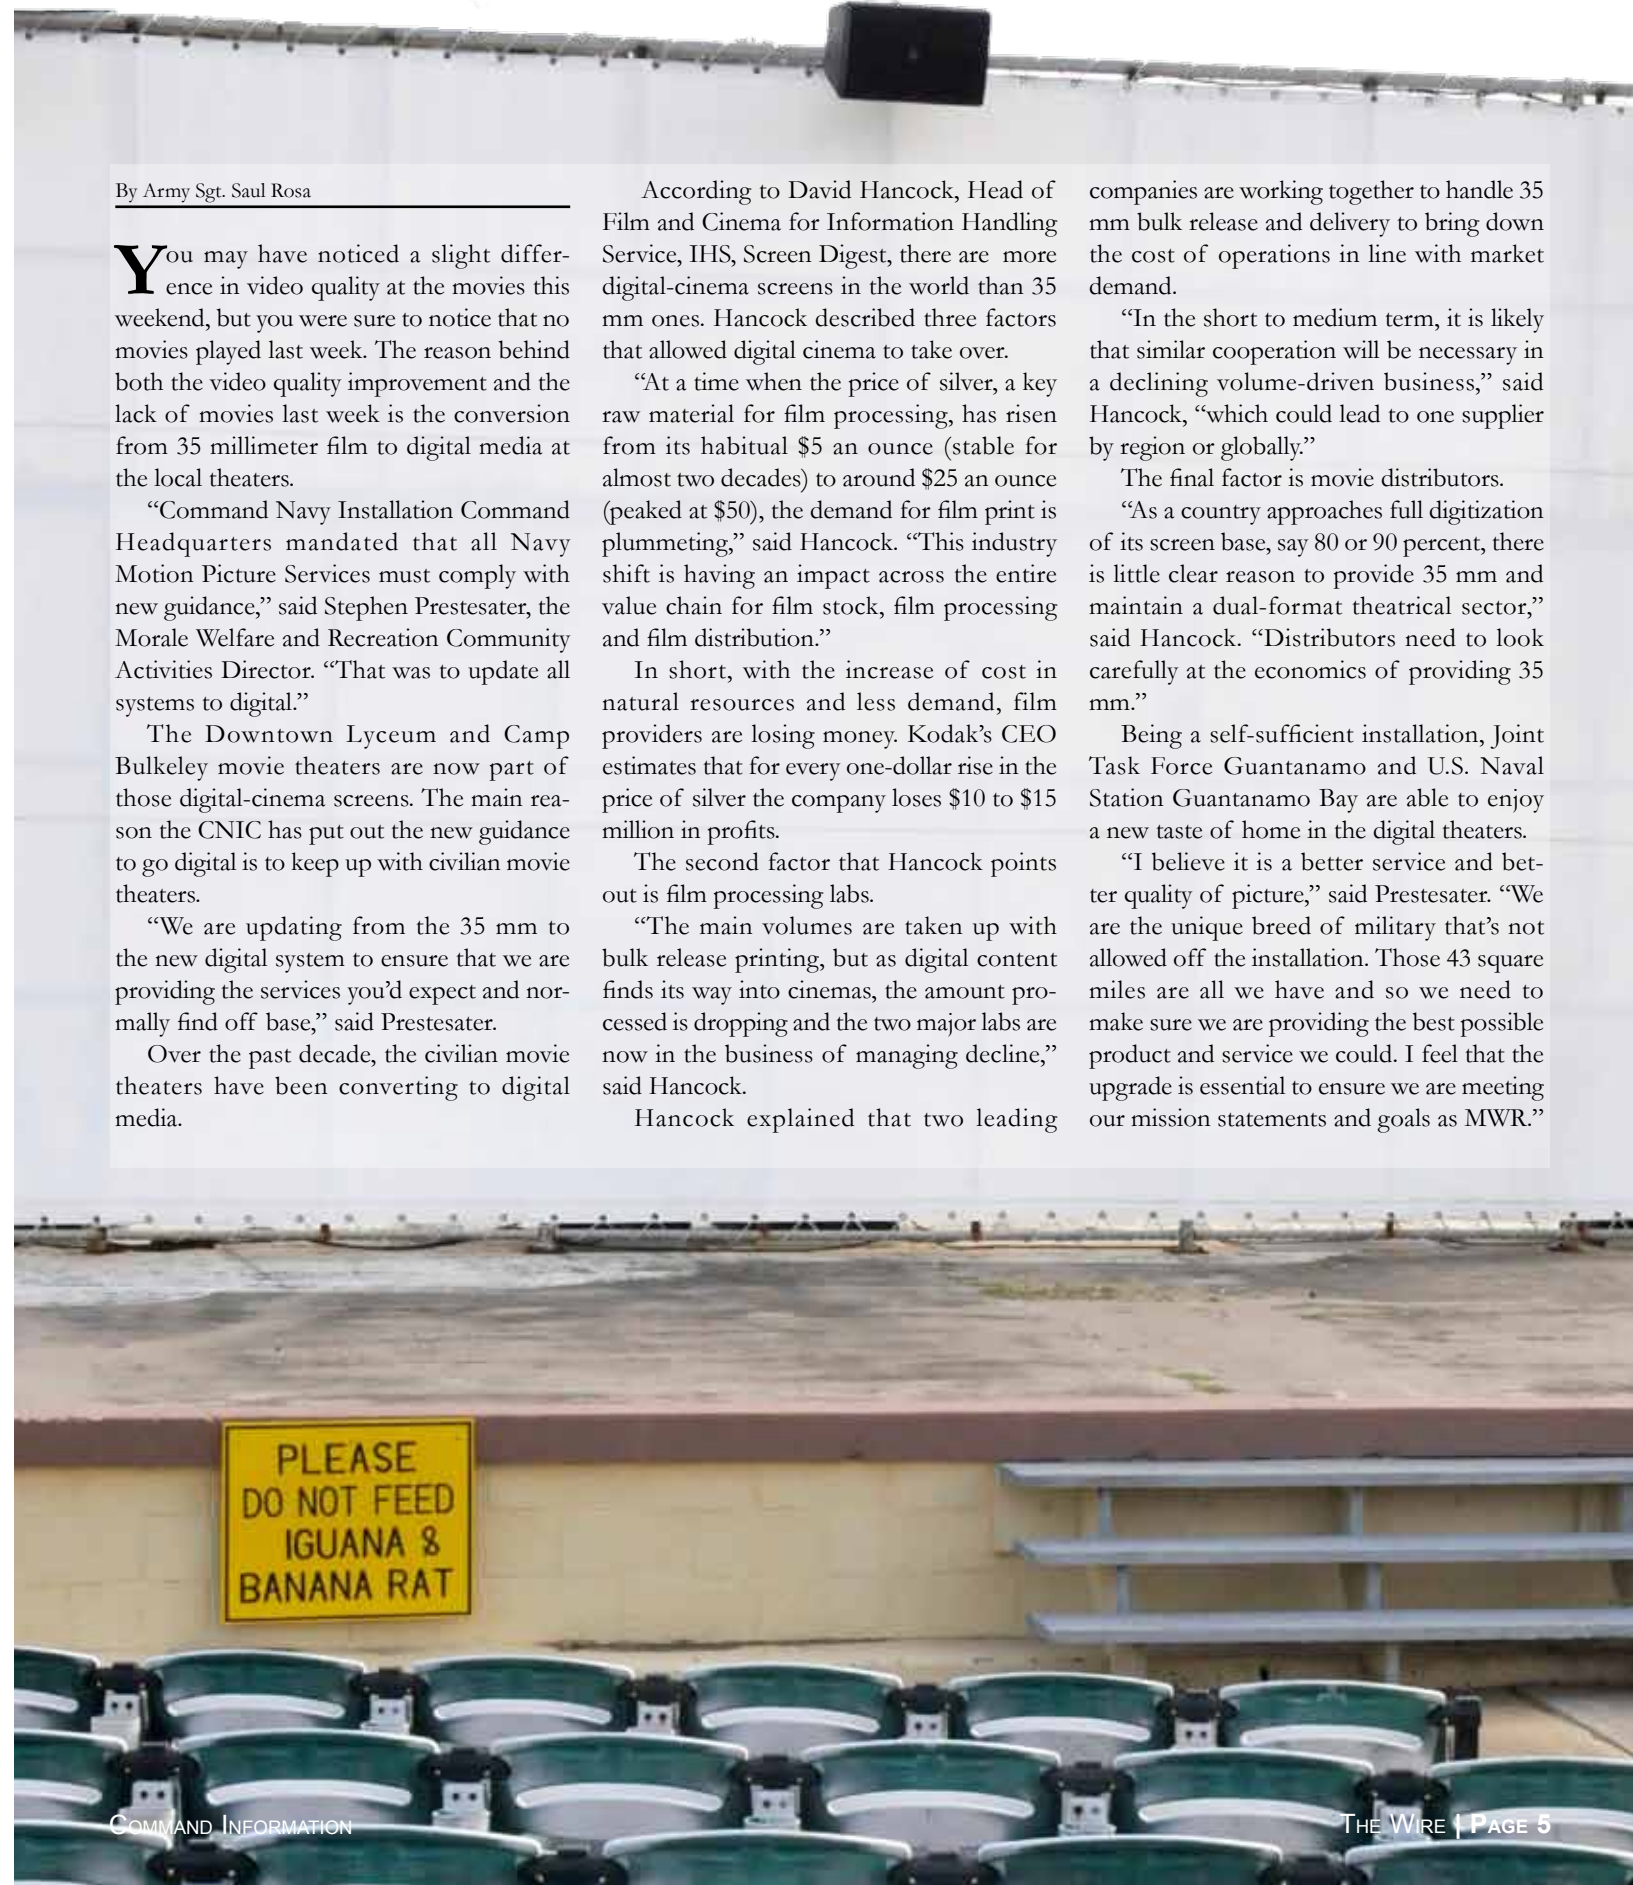 By Army Sgt. Saul Rosa
You may have noticed a slight differ-
ence in video quality at the movies this
weekend, but you were sure to notice that no
movies played last week. The reason behind
both the video quality improvement and the
lack of movies last week is the conversion
from 35 millimeter film to digital media at
the local theaters.
“Command Navy Installation Command
Headquarters mandated that all Navy
Motion Picture Services must comply with
new guidance,” said Stephen Prestesater, the
Morale Welfare and Recreation Community
Activities Director. “That was to update all
systems to digital.”
The Downtown Lyceum and Camp
Bulkeley movie theaters are now part of
those digital-cinema screens. The main rea-
son the CNIC has put out the new guidance
to go digital is to keep up with civilian movie
theaters.
“We are updating from the 35 mm to
the new digital system to ensure that we are
providing the services you’d expect and nor-
mally find off base,” said Prestesater.
Over the past decade, the civilian movie
theaters have been converting to digital
media.
According to David Hancock, Head of
Film and Cinema for Information Handling
Service, IHS, Screen Digest, there are more
digital-cinema screens in the world than 35
mm ones. Hancock described three factors
that allowed digital cinema to take over.
“At a time when the price of silver, a key
raw material for film processing, has risen
from its habitual $5 an ounce (stable for
almost two decades) to around $25 an ounce
(peaked at $50), the demand for film print is
plummeting,” said Hancock. “This industry
shift is having an impact across the entire
value chain for film stock, film processing
and film distribution.”
In short, with the increase of cost in
natural resources and less demand, film
providers are losing money. Kodak’s CEO
estimates that for every one-dollar rise in the
price of silver the company loses $10 to $15
million in profits.
The second factor that Hancock points
out is film processing labs.
“The main volumes are taken up with
bulk release printing, but as digital content
finds its way into cinemas, the amount pro-
cessed is dropping and the two major labs are
now in the business of managing decline,”
said Hancock.
Hancock explained that two leading
companies are working together to handle 35
mm bulk release and delivery to bring down
the cost of operations in line with market
demand.
“In the short to medium term, it is likely
that similar cooperation will be necessary in
a declining volume-driven business,” said
Hancock, “which could lead to one supplier
by region or globally.”
The final factor is movie distributors.
“As a country approaches full digitization
of its screen base, say 80 or 90 percent, there
is little clear reason to provide 35 mm and
maintain a dual-format theatrical sector,”
said Hancock. “Distributors need to look
carefully at the economics of providing 35
mm.”
Being a self-sufficient installation, Joint
Task Force Guantanamo and U.S. Naval
Station Guantanamo Bay are able to enjoy
a new taste of home in the digital theaters.
“I believe it is a better service and bet-
ter quality of picture,” said Prestesater. “We
are the unique breed of military that’s not
allowed off the installation. Those 43 square
miles are all we have and so we need to
make sure we are providing the best possible
product and service we could. I feel that the
upgrade is essential to ensure we are meeting
our mission statements and goals as MWR.”
PLEASE
DO NOT FEED
IGUANA &
BANANA RAT
Command Information
The Wire | Page 5